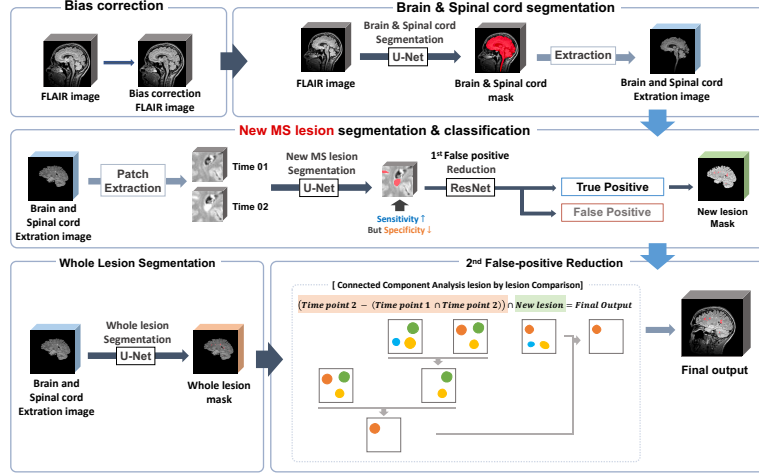 Bias correction
FLAIR image
Bias correction
FLAIR image
Brain & Spinal cord segmentation
FLAIR image
Brain & Spinal cord
Segmentation
U-Net
Brain & Spinal cord
mask
Extraction
Brain and Spinal cord
Extration image
New MS lesion segmentation & classification
Brain and
Spinal cord
Extration image
Patch
Extraction
Time 01
Time 02
New MS lesion
Segmentation
U-Net
Sensitivity ↑
But Specificity ↓
1st False positive
Reduction
ResNet
True Positive
False Positive
New lesion
Mask
Whole Lesion Segmentation
Brain and
Spinal cord
Extration image
Whole lesion
Segmentation
U-Net
Whole lesion
mask
2nd False-positive Reduction
[ Connected Component Analysis lesion by lesion Comparison]
(Time point 2 − (Time point 1 ∩ Time point 2)) ∩ New lesion = Final Output
Final output